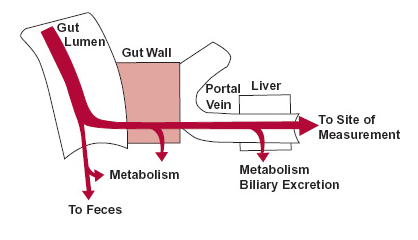 Gut
Lumen
Gut Wall
Portal
Vein
Liver
To Site of
Measurement
Metabolism
Metabolism
Biliary Excretion
To Feces